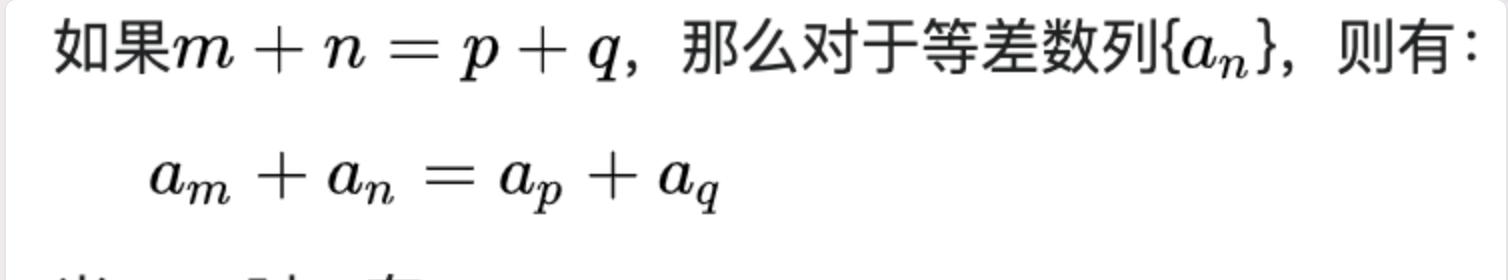 如果m + n = p + q，那么对于等差数列{aₙ}，则有：
aₘ + aₙ = aₚ + a_q